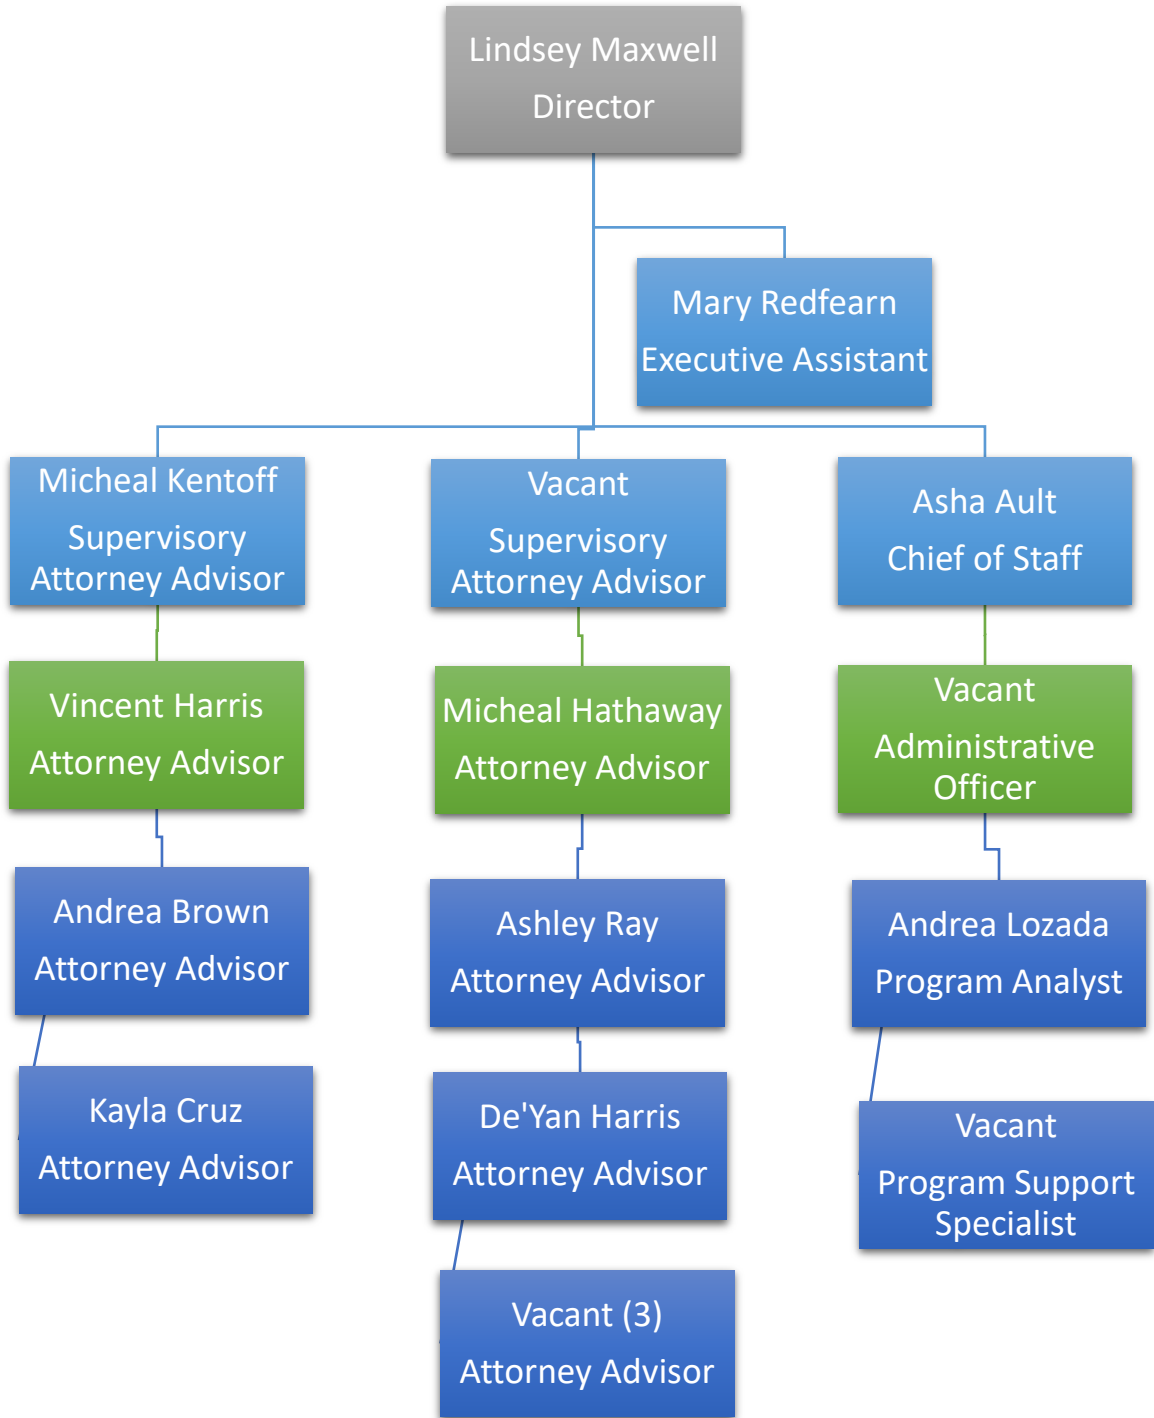 Lindsey Maxwell
Director
Mary Redfearn
Executive Assistant
Micheal Kentoff
Supervisory
Attorney Advisor
Vacant
Supervisory
Attorney Advisor
Asha Ault
Chief of Staff
Vincent Harris
Attorney Advisor
Micheal Hathaway
Attorney Advisor
Vacant
Administrative
Officer
Andrea Brown
Attorney Advisor
Ashley Ray
Attorney Advisor
Andrea Lozada
Program Analyst
Kayla Cruz
Attorney Advisor
De'Yan Harris
Attorney Advisor
Vacant
Program Support
Specialist
Vacant (3)
Attorney Advisor